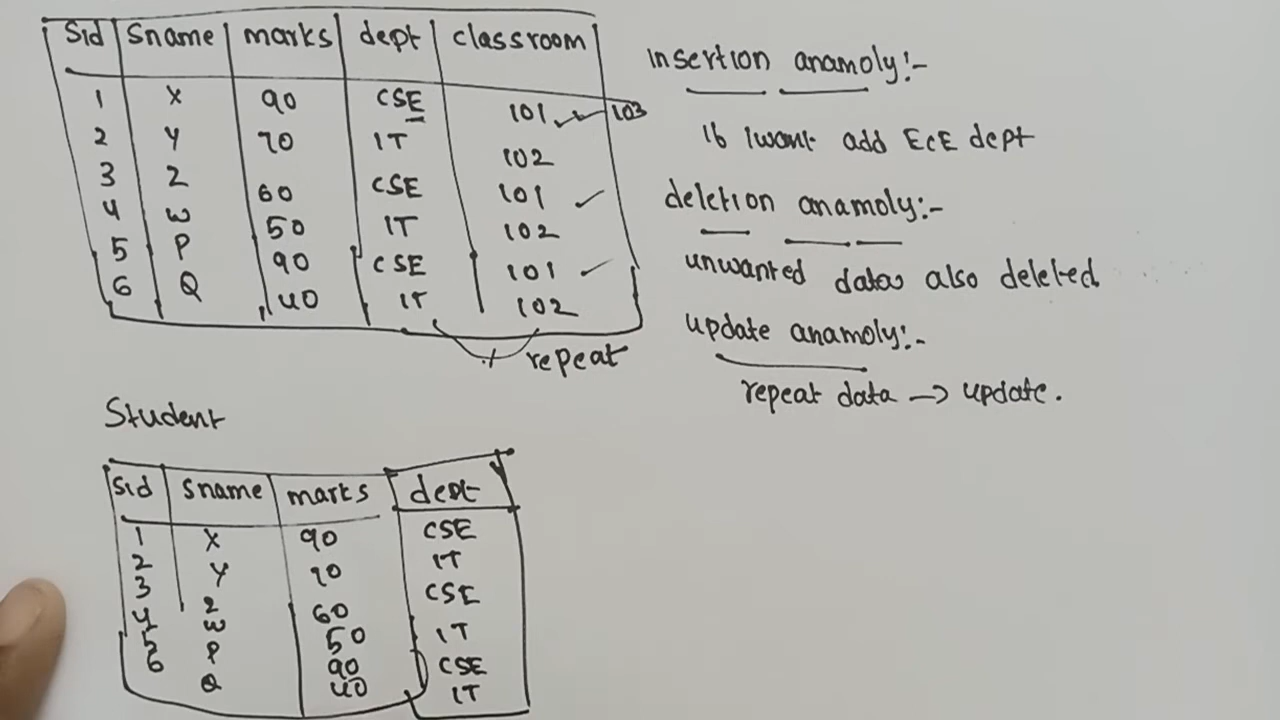 Sid Sname marks dept classroom
1 X 90 CSE 101 103
2 Y 70 IT 102
3 Z 60 CSE 101
4 W 50 IT 102
5 P 90 CSE 101
6 Q 40 IT 102
repeat
insertion anamoly:-
If I want add ECE dept
deletion anamoly:-
unwanted data also deleted
update anamoly:-
repeat data → update.
Student
Sid Sname marks dept
1 X 90 CSE
2 Y 70 IT
3 Z 60 CSE
4 W 50 IT
5 P 90 CSE
6 Q 40 IT